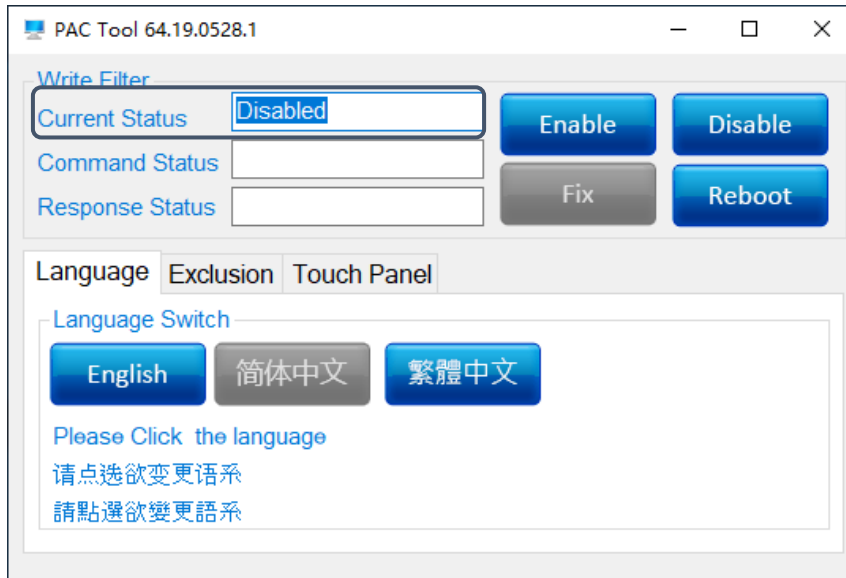 PAC Tool 64.19.0528.1
Write Filter
Current Status Disabled Enable Disable
Command Status
Response Status Fix Reboot
Language Exclusion Touch Panel
Language Switch
English 简体中文 繁體中文
Please Click the language
请点选欲变更语系
請點選欲變更語系